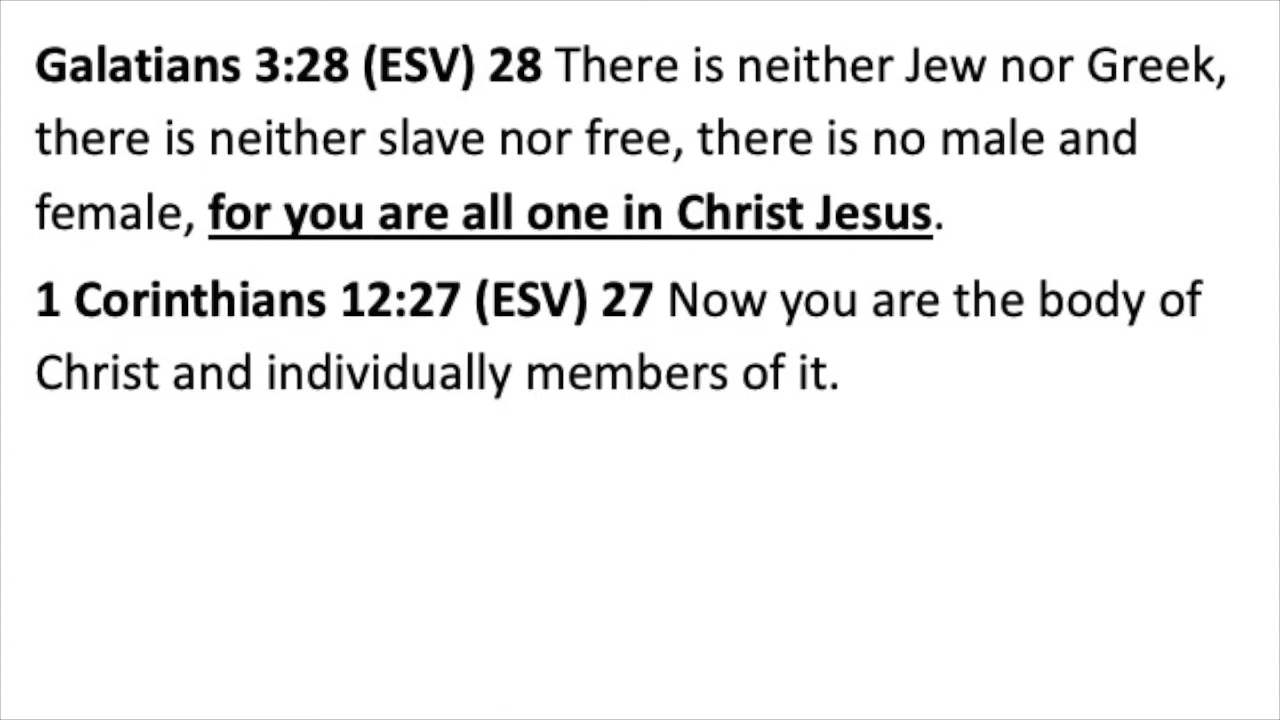 Galatians 3:28 (ESV) 28 There is neither Jew nor Greek,
there is neither slave nor free, there is no male and
female, for you are all one in Christ Jesus.
1 Corinthians 12:27 (ESV) 27 Now you are the body of
Christ and individually members of it.